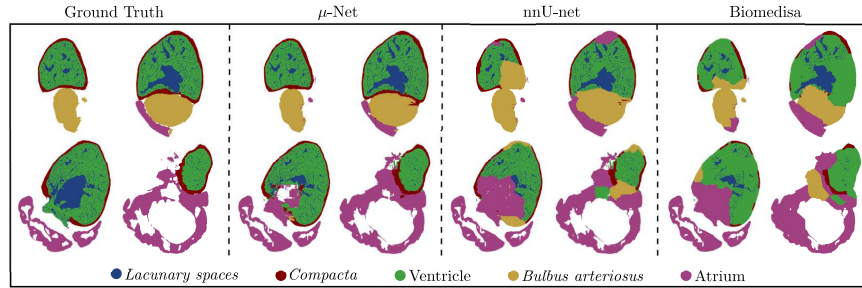 Ground Truth μ-Net nnU-net Biomedisa
Lacunary spaces Compacta Ventricle Bulbus arteriosus Atrium